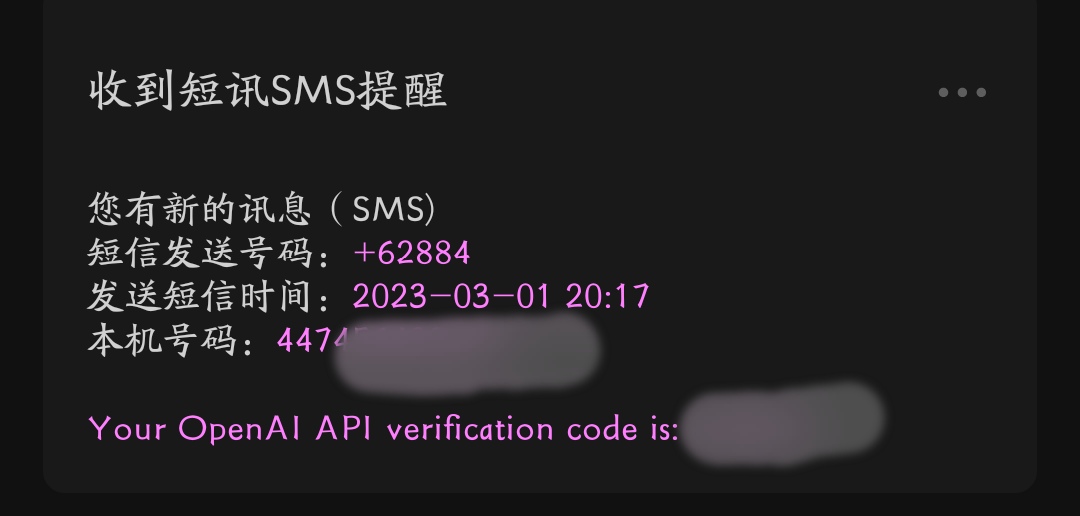 收到短讯SMS提醒
您有新的讯息（SMS）
短信发送号码：+62884
发送短信时间：2023-03-01 20:17
本机号码：4474
Your OpenAI API verification code is: